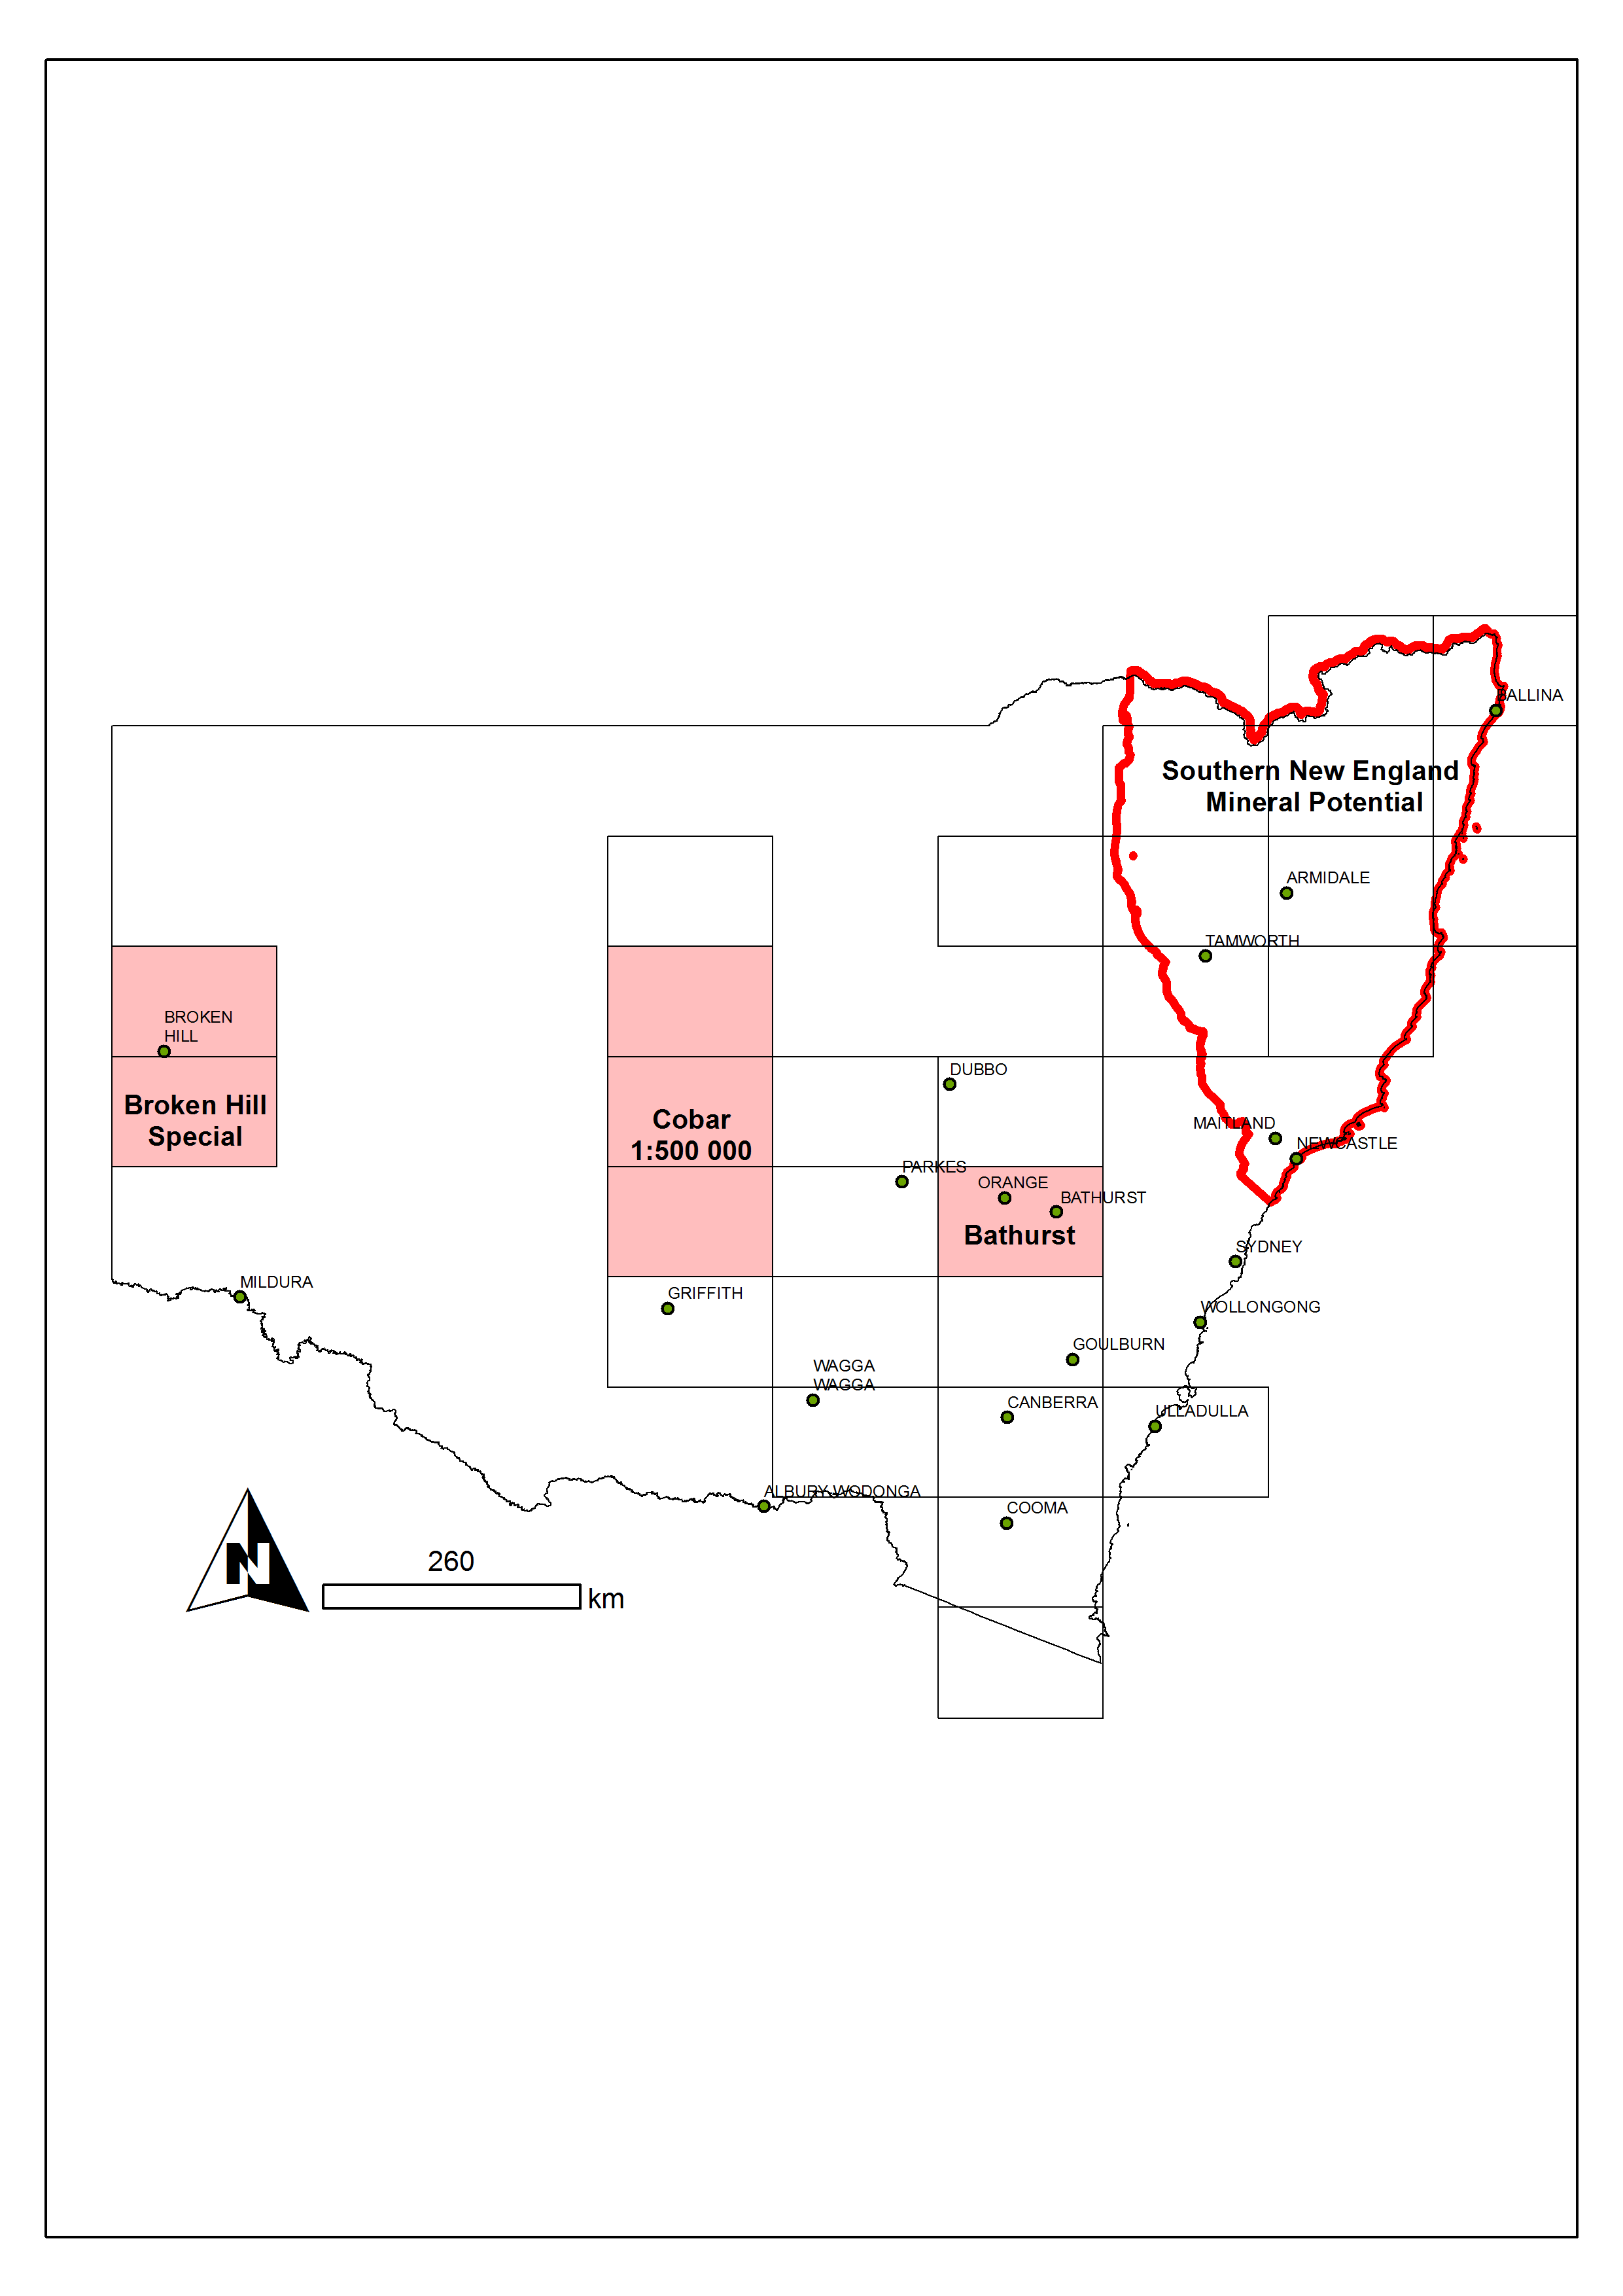 BALLINA
Southern New England
Mineral Potential
ARMIDALE
TAMWORTH
BROKEN
HILL
DUBBO
Broken Hill
Special
Cobar
1:500 000
MAITLAND
NEWCASTLE
PARKES
ORANGE
BATHURST
Bathurst
SYDNEY
MILDURA
GRIFFITH
WOLLONGONG
GOULBURN
WAGGA
WAGGA
CANBERRA
ULLADULLA
ALBURY-WODONGA
COOMA
N
260
km